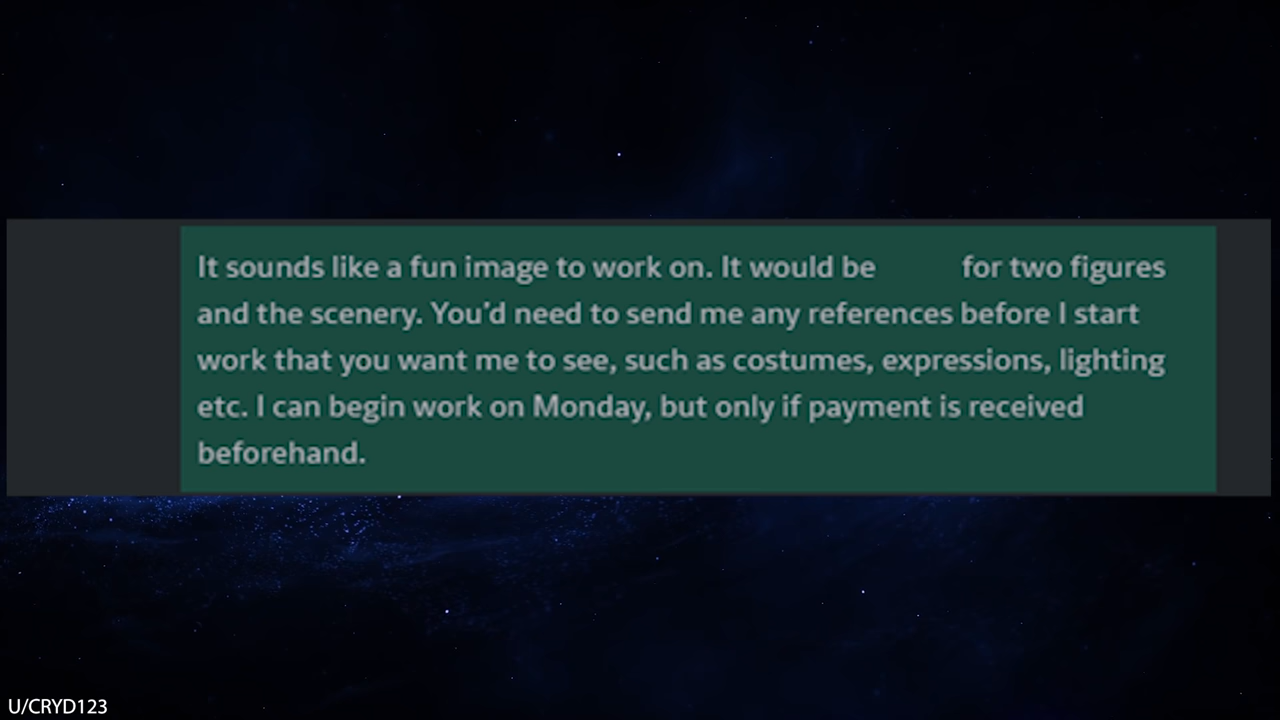 It sounds like a fun image to work on. It would be for two figures
and the scenery. You'd need to send me any references before I start
work that you want me to see, such as costumes, expressions, lighting
etc. I can begin work on Monday, but only if payment is received
beforehand.
U/CRYD123